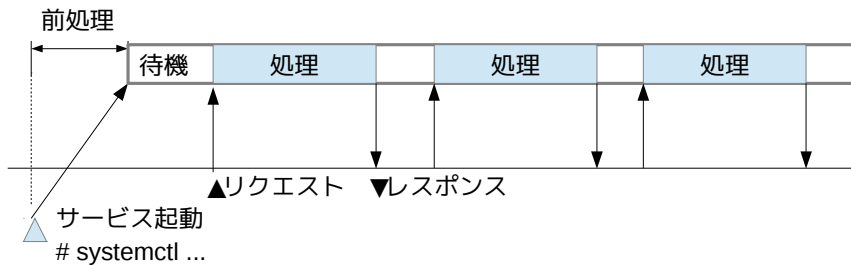 前処理
待機
処理
処理
処理
▲リクエスト
▼レスポンス
サービス起動
# systemctl ...